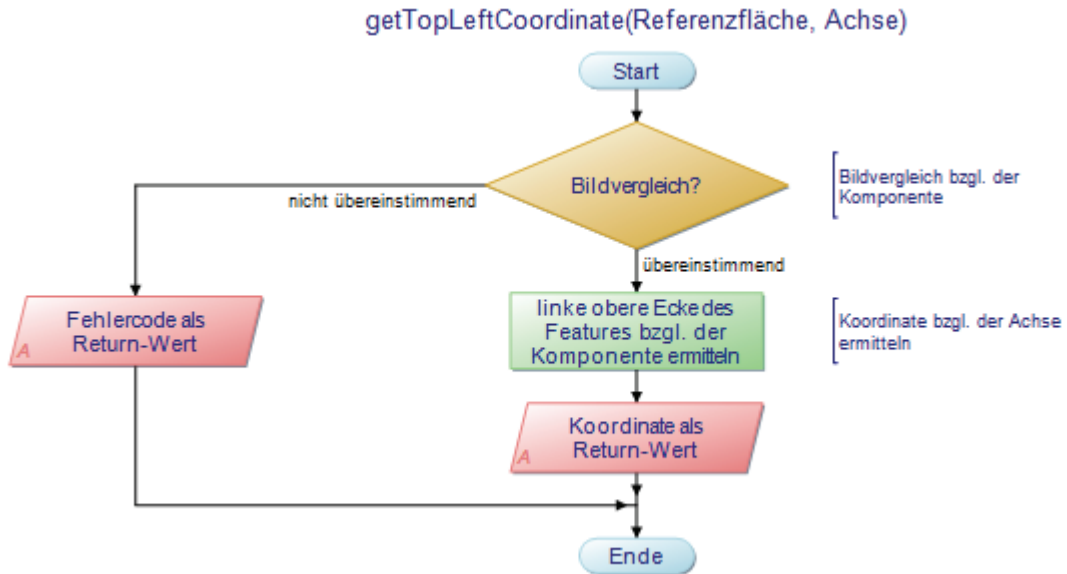 getTopLeftCoordinate(Referenzfläche, Achse)
Start
Bildvergleich?
Bildvergleich bzgl. der
Komponente
nicht übereinstimmend
übereinstimmend
Fehlercode als
Return-Wert
A
linke obere Ecke des
Features bzgl. der
Komponente ermitteln
Koordinate bzgl. der Achse
ermitteln
Koordinate als
Return-Wert
A
Ende